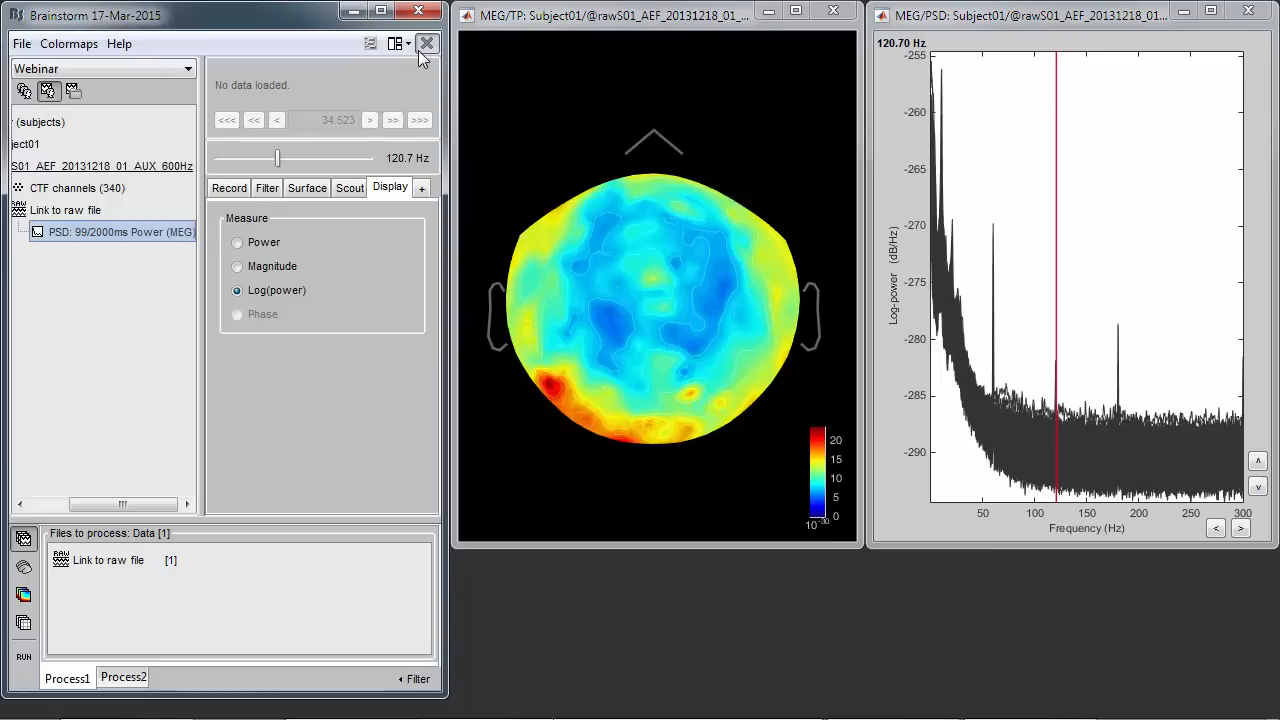 Brainstorm 17-Mar-2015
File Colormaps Help
Webinar
(subjects)
ject01
S01_AEF_20131218_01_AUX_600Hz
CTF channels (340)
RAW
Link to raw file
PSD: 99/2000ms Power (MEG)
No data loaded.
<<< << < 34.523 > >> >>>
120.7 Hz
Record Filter Surface Scout Display +
Measure
Power
Magnitude
Log(power)
Phase
Files to process: Data [1]
RAW
Link to raw file [1]
RUN
Process1 Process2
Filter
MEG/TP: Subject01/@rawS01_AEF_20131218_01_...
20
15
10
5
0
10^-30
MEG/PSD: Subject01/@rawS01_AEF_20131218_01...
120.70 Hz
-255
-260
-265
-270
-275
-280
-285
-290
Log-power (dB/Hz)
50 100 150 200 250 300
Frequency (Hz)
< >